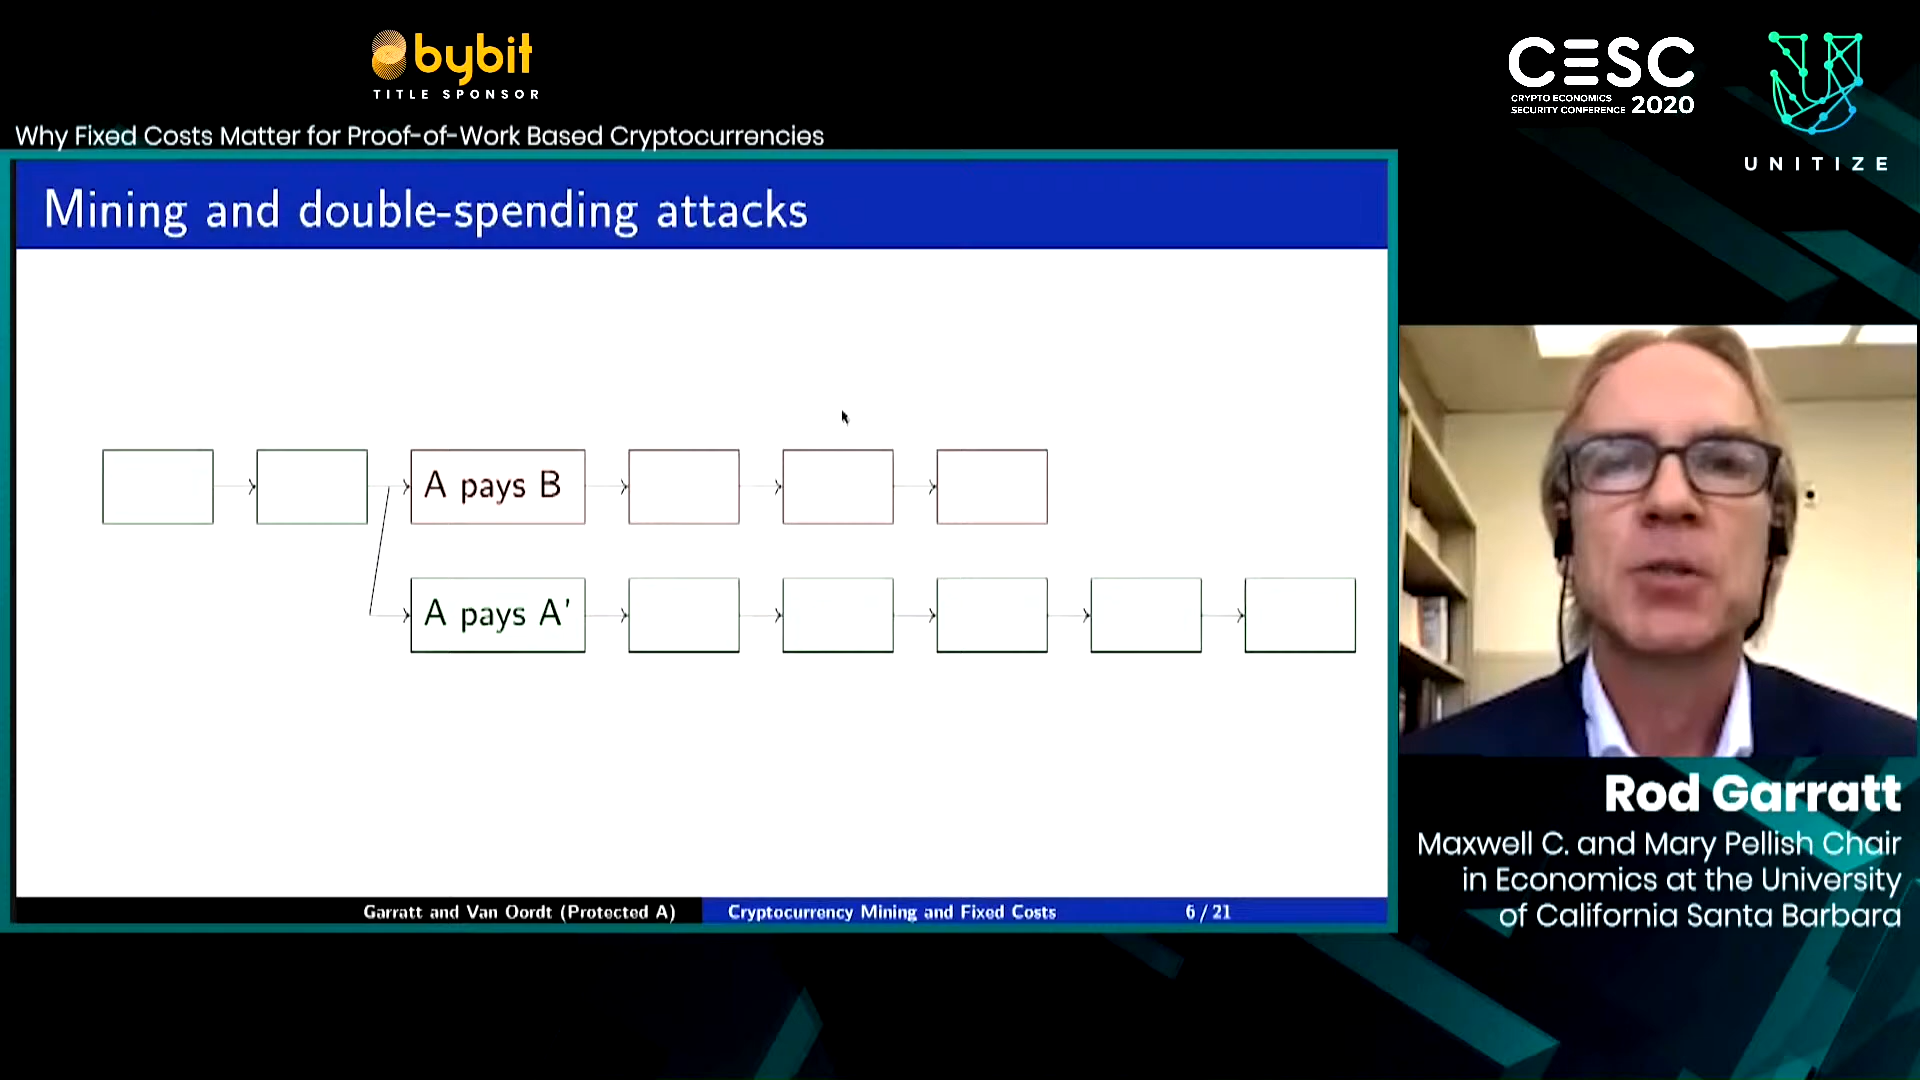 bybit
TITLE SPONSOR
CESC
CRYPTO ECONOMICS
SECURITY CONFERENCE 2020
UNITIZE
Why Fixed Costs Matter for Proof-of-Work Based Cryptocurrencies
Mining and double-spending attacks
A pays B
A pays A'
Garratt and Van Oordt (Protected A)
Cryptocurrency Mining and Fixed Costs
6 / 21
Rod Garratt
Maxwell C. and Mary Pellish Chair
in Economics at the University
of California Santa Barbara